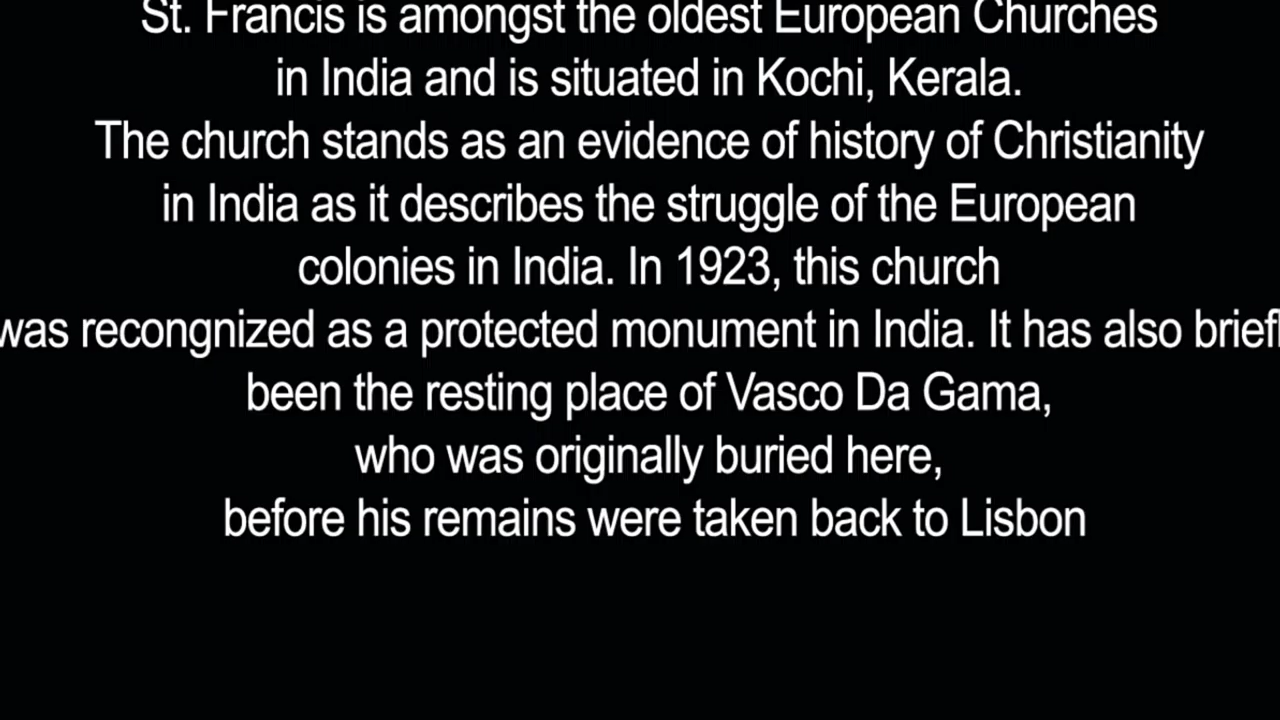 St. Francis is amongst the oldest European Churches
in India and is situated in Kochi, Kerala.
The church stands as an evidence of history of Christianity
in India as it describes the struggle of the European
colonies in India. In 1923, this church
was recongnized as a protected monument in India. It has also briefl
been the resting place of Vasco Da Gama,
who was originally buried here,
before his remains were taken back to Lisbon